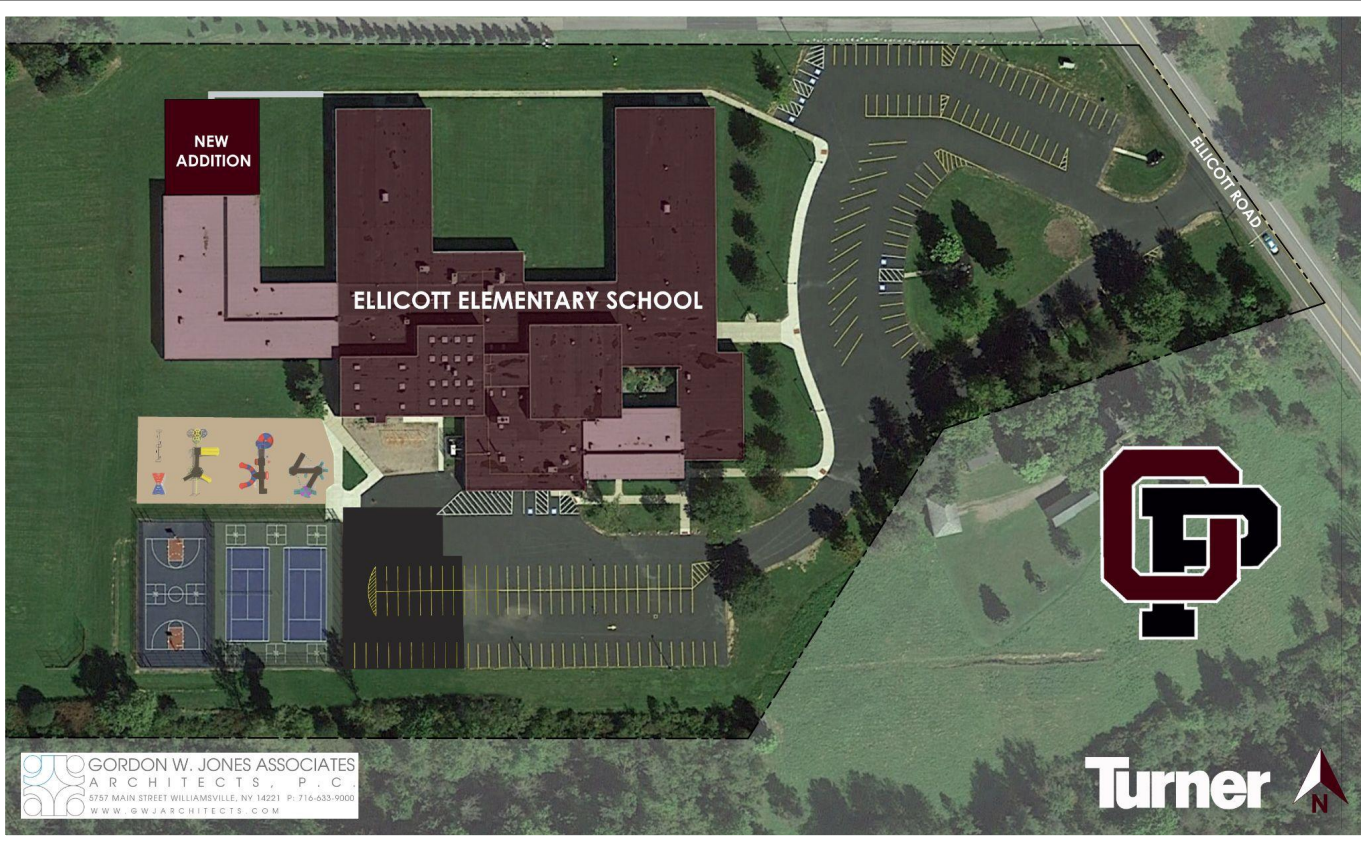 NEW
ADDITION
ELLICOTT ROAD
ELLICOTT ELEMENTARY SCHOOL
OP
GORDON W. JONES ASSOCIATES
ARCHITECTS, P.C.
5757 MAIN STREET WILLIAMSVILLE, NY 14221 P: 716-633-9000
WWW.GWJARCHITECTS.COM
Turner
N